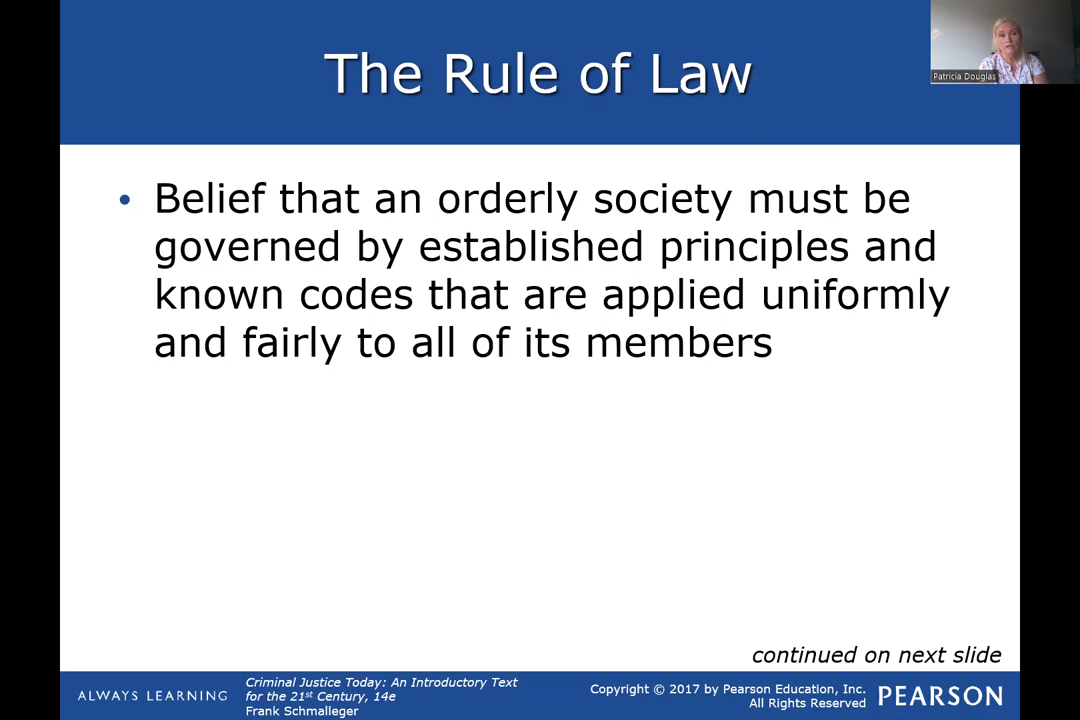 The Rule of Law
Patricia Douglas
• Belief that an orderly society must be
governed by established principles and
known codes that are applied uniformly
and fairly to all of its members
continued on next slide
ALWAYS LEARNING
Criminal Justice Today: An Introductory Text
for the 21st Century, 14e
Frank Schmalleger
Copyright © 2017 by Pearson Education, Inc.
All Rights Reserved
PEARSON